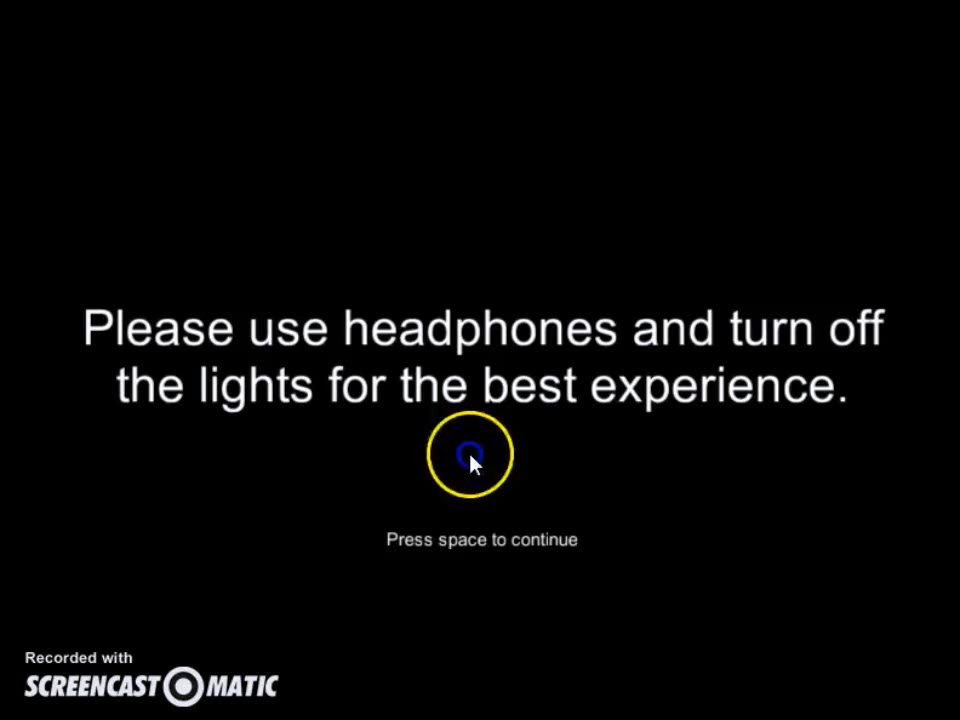 Please use headphones and turn off
the lights for the best experience.
Press space to continue
Recorded with
SCREENCAST MATIC